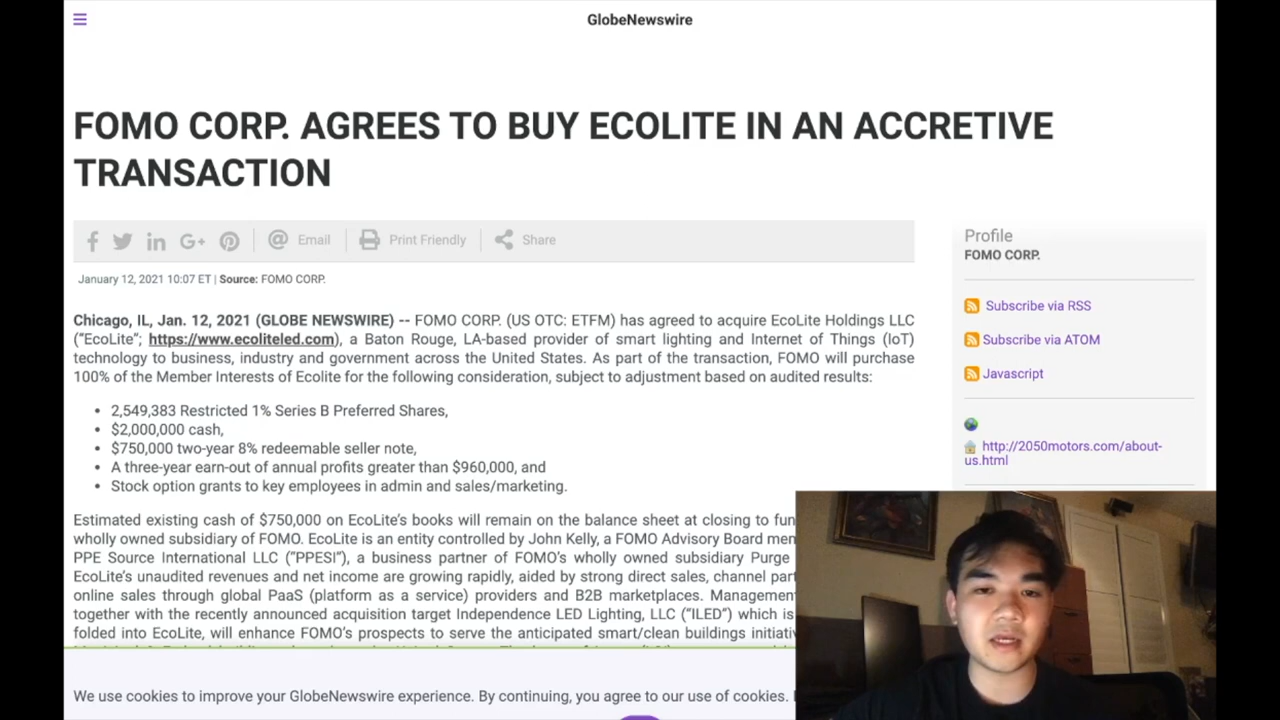 GlobeNewswire
FOMO CORP. AGREES TO BUY ECOLITE IN AN ACCRETIVE
TRANSACTION
Email
Print Friendly
Share
January 12, 2021 10:07 ET | Source: FOMO CORP.
Chicago, IL, Jan. 12, 2021 (GLOBE NEWSWIRE) -- FOMO CORP. (US OTC: ETFM) has agreed to acquire EcoLite Holdings LLC
("EcoLite"; https://www.ecoliteled.com), a Baton Rouge, LA-based provider of smart lighting and Internet of Things (IoT)
technology to business, industry and government across the United States. As part of the transaction, FOMO will purchase
100% of the Member Interests of Ecolite for the following consideration, subject to adjustment based on audited results:
• 2,549,383 Restricted 1% Series B Preferred Shares,
• $2,000,000 cash,
• $750,000 two-year 8% redeemable seller note,
• A three-year earn-out of annual profits greater than $960,000, and
• Stock option grants to key employees in admin and sales/marketing.
Estimated existing cash of $750,000 on EcoLite's books will remain on the balance sheet at closing to fun
wholly owned subsidiary of FOMO. EcoLite is an entity controlled by John Kelly, a FOMO Advisory Board men
PPE Source International LLC ("PPESI"), a business partner of FOMO's wholly owned subsidiary Purge
EcoLite's unaudited revenues and net income are growing rapidly, aided by strong direct sales, channel part
online sales through global PaaS (platform as a service) providers and B2B marketplaces. Management
together with the recently announced acquisition target Independence LED Lighting, LLC ("ILED") which is
folded into EcoLite, will enhance FOMO's prospects to serve the anticipated smart/clean buildings initiativ
We use cookies to improve your GlobeNewswire experience. By continuing, you agree to our use of cookies.
Profile
FOMO CORP.
Subscribe via RSS
Subscribe via ATOM
Javascript
http://2050motors.com/about-
us.html